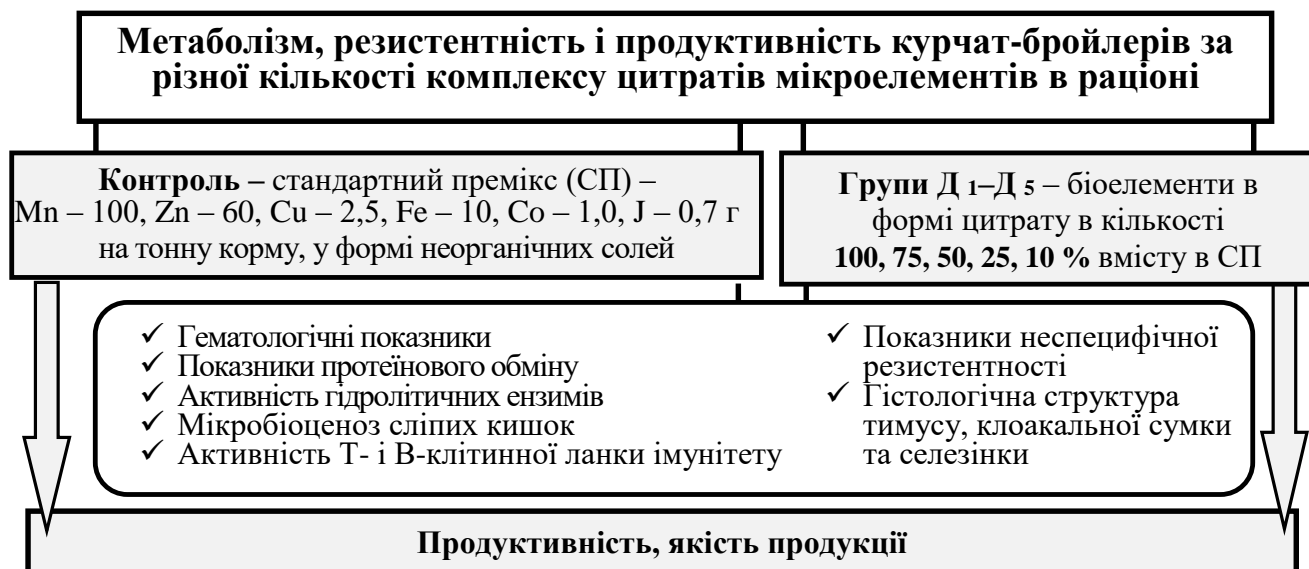 Метаболізм, резистентність і продуктивність курчат-бройлерів за
різної кількості комплексу цитратів мікроелементів в раціоні
Контроль – стандартний премікс (СП) –
Mn – 100, Zn – 60, Cu – 2,5, Fe – 10, Co – 1,0, J – 0,7 г
на тонну корму, у формі неорганічних солей
Групи Д 1–Д 5 – біоелементи в
формі цитрату в кількості
100, 75, 50, 25, 10 % вмісту в СП
✓ Гематологічні показники
✓ Показники протеїнового обміну
✓ Активність гідролітичних ензимів
✓ Мікробіоценоз сліпих кишок
✓ Активність Т- і В-клітинної ланки імунітету
✓ Показники неспецифічної
резистентності
✓ Гістологічна структура
тимусу, клоакальної сумки
та селезінки
Продуктивність, якість продукції